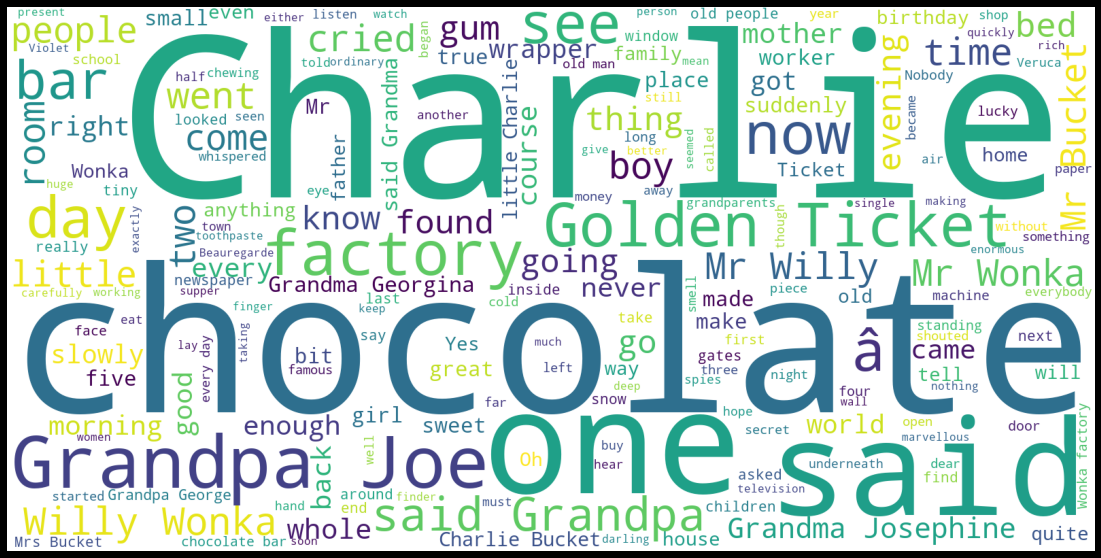 present
small
even
either
listen
watch
see
person
old people
year
birthday
shop
quickly
bed
people
Violet
school
Charlie
cried
gum
wrapper
began
told
ordinary
true
old man
window
family
mean
mother
worker
time
rich
Nobody
Veruca
bar
half
chewing
went
looked
seen
Mr
said Grandma
another
place
still
got
suddenly
now
evening
became
lucky
Mr Bucket
room
right
come
whispered
father
little Charlie
course
thing
long
better
give
boy
seemed
called
Ticket
air
home
paper
Wonka
tiny
huge
eye
money
away
grandparents
though
single
making
day
exactly
two
anything
town
toothpaste
know
found
Golden Ticket
without
something
really
Beauregarde
factory
enormous
little
every
newspaper
going
Mr Willy
Mr Wonka
carefully
working
supper
Grandma Georgina
inside
never
smell
piece
old
machine
everybody
finger
last
keep
cold
made
chocolate
face
eat
lay
every day
taking
say
Yes
much
take
make
first
standing
shouted
next
slowly
bit
famous
great
left
go
gates
three
â
came
five
way
deep
spies
night
four
wall
tell
nothing
will
good
far
snow
morning
women
enough
girl
sweet
one
hope
secret
world
open
marvellous
door
said
Wonka factory
Grandpa Joe
back
well
Oh
buy
hear
asked
television
underneath
dear
find
started
Grandpa George
hand
around
end
finder
must
children
Willy Wonka
whole
said Grandpa
Grandma Josephine
quite
Mrs Bucket
chocolate bar
soon
Charlie Bucket
darling
house